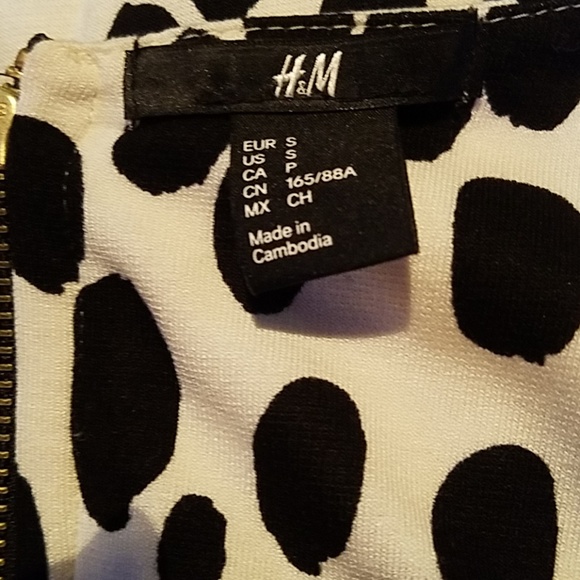 H&M
EUR S
US S
CA P
CN 165/88A
MX CH
Made in
Cambodia